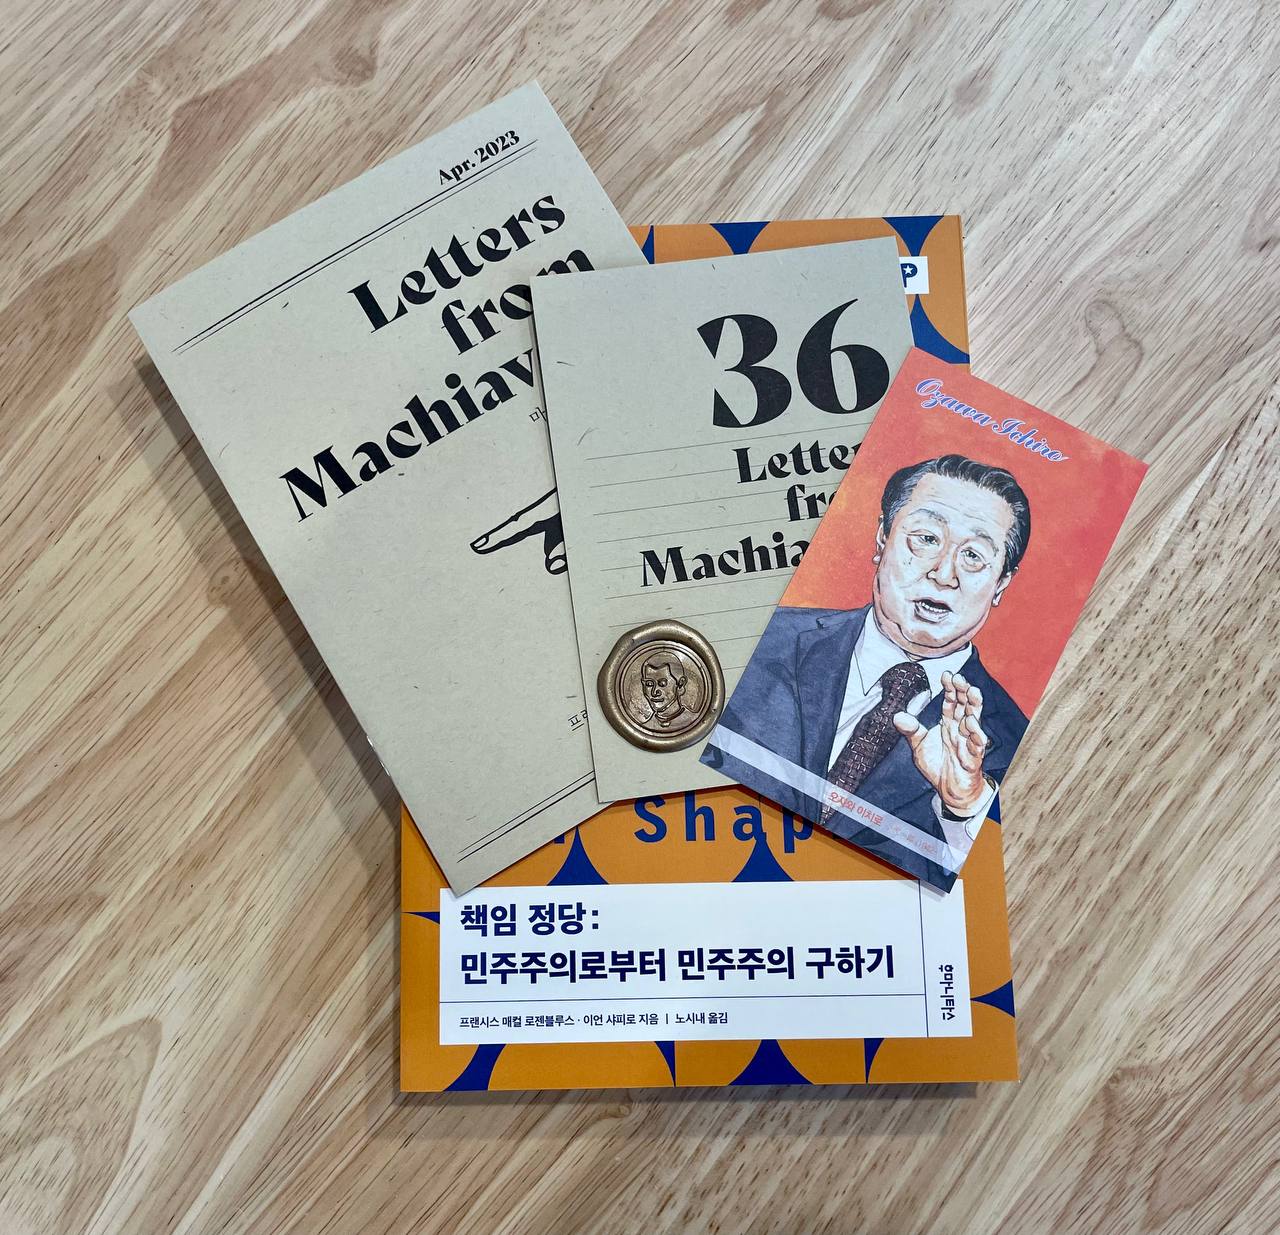 Apr. 2023
Letters
from
Machiav
36
Letter
fro
Machia
Ozawa Ichiro
오자와 이치로
P
Shap
책임 정당:
민주주의로부터 민주주의 구하기
프랜시스 매컬 로젠블루스 · 이언 샤피로 지음 | 노시내 옮김
후마니타스